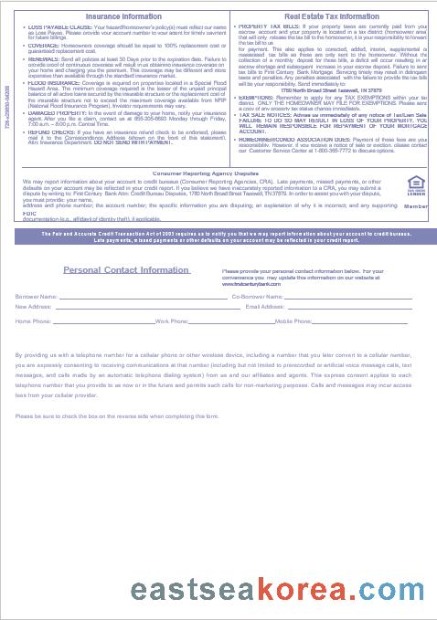 Insurance Information
• LOSS PAYABLE CLAUSE: Your hazard/homeowner's policy(s) must reflect our name
as Loss Payee. Please provide your account number to your agent for timely payment
for future billings.
• COVERAGE: Homeowners coverage should be equal to 100% replacement cost or
guaranteed replacement cost.
• RENEWALS: Send all policies at least 30 Days prior to the expiration date. Failure to
provide proof of continuous coverage will result in us obtaining insurance coverage on
your home and charging you the premium. This coverage may be different and more
expensive than available through the standard insurance market.
• FLOOD INSURANCE: Coverage is required on properties located in a Special Flood
Hazard Area. The minimum coverage required is the lesser of the unpaid principal
balance of all active loans secured by the insurable structure or the replacement cost of
the insurable structure not to exceed the maximum coverage available from NFIP
(National Flood Insurance Program). Investor requirements may vary.
• DAMAGED PROPERTY: In the event of damage to your home, notify your insurance
agent. After you file a claim, contact us at
Monday through Friday,
7:00 a.m. – 8:00 p.m. Central Time.
• REFUND CHECKS: If you have an insurance refund check to be endorsed, please
mail it to the Correspondence Address (shown on the front of this statement).
Attn: Insurance Department. DO NOT SEND WITH PAYMENT.
Real Estate Tax Information
• PROPERTY TAX BILLS: If your property taxes are currently paid from your
escrow account and your property is located in a tax district (homeowner area)
that will only release the tax bill to the homeowner, it is your responsibility to forward
the tax bill to us
for payment. This also applies to corrected, added, interim, supplemental is
tax bills as these are only sent to the homeowner. Without the
collection of a monthly deposit for these bills, a debit will occur resulting in an
escrow shortage and subsequent increase in your escrow deposit. Failure to send
tax bills to First Century Bank Mortgage Servicing timely may result in delinquent
taxes and penalties. Any penalties associated with the failure to provide the tax bill
will be your responsibility. Send immediately to:
1780 North Broad Street Tazewell, TN 37879
• EXEMPTIONS: Remember to apply for any TAX EXEMPTIONS within your tax
district. ONLY THE HOMEOWNER MAY FILE FOR EXEMPTIONS. Please send
a copy of any property tax status changes immediately.
• TAX SALE NOTICES: Advise us immediately of any notice of Tax/Lien Sale.
FAILURE TO DO SO MAY RESULT IN LOSS OF YOUR PROPERTY. YOU
WILL REMAIN RESPONSIBLE FOR REPAYMENT OF YOUR MORTGAGE
ACCOUNT.
• HOMEOWNERS/CONDO ASSOCIATION DUES: Payment of these fees are you
responsibility. However, if you receive a notice of sale or eviction, please contact
our Customer Service Center at 1-800-369-7772 to discuss.
Consumer Reporting Agency Disputes
We may report information about your account to credit bureaus (Consumer Reporting Agencies, CRA). Late payments, missed payments, or other
defaults on your account may be reflected in your credit report. If you believe we have inaccurately reported information to a CRA, you may submit a
dispute by writing to: First Century Bank Attn: Credit Bureau Disputes, 1780 North Broad Street Tazewell, TN 37879. In order to assist you with your dispute,
you must provide: your name,
address and phone number; the account number; the specific information you are disputing; an explanation of why it is incorrect; and any supporting
Member
FDIC
documentation (e.g., affidavit of identity theft), if applicable.
The Fair and Accurate Credit Transaction Act of 2003 requires us to notify you that we may report information about your account to credit bureaus.
Late payments, missed payments or other defaults on your account may be reflected in your credit report.
Personal Contact Information
Please provide your personal contact information below. For your
convenience you may update this information on our website at
www.firstcenturybank.com
Borrower Name:
Co-Borrower Name:
New Address:
Email Address:
Home Phone:
Work Phone:
Mobile Phone:
By providing us with a telephone number for a cellular phone or other wireless device, including a number that you later convert to a cellular number,
you are expressly consenting to receiving communications at that number (including but not limited to prerecorded or artificial voice message calls, text
messages, and calls made by an automatic telephone dialing system) from us and our affiliates and agents. This express consent applies to each
telephone number that you provide to us now or in the future and permits such calls for non-marketing purposes. Calls and messages may incur access
fees from your cellular provider.
Please be sure to check the box on the reverse side when completing this form.
eastseakorea.com